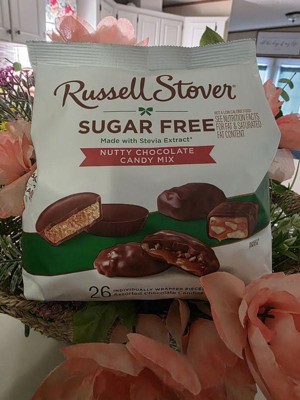 Russell Stover®
SUGAR FREE
Made with Stevia Extract*
NOT A LOW CALORIE FOOD
SEE NUTRITION FACTS
FOR FAT & SATURATED
FAT CONTENT
NUTTY CHOCOLATE
CANDY MIX
26 INDIVIDUALLY WRAPPED PIECES
Assorted Chocolate Candies